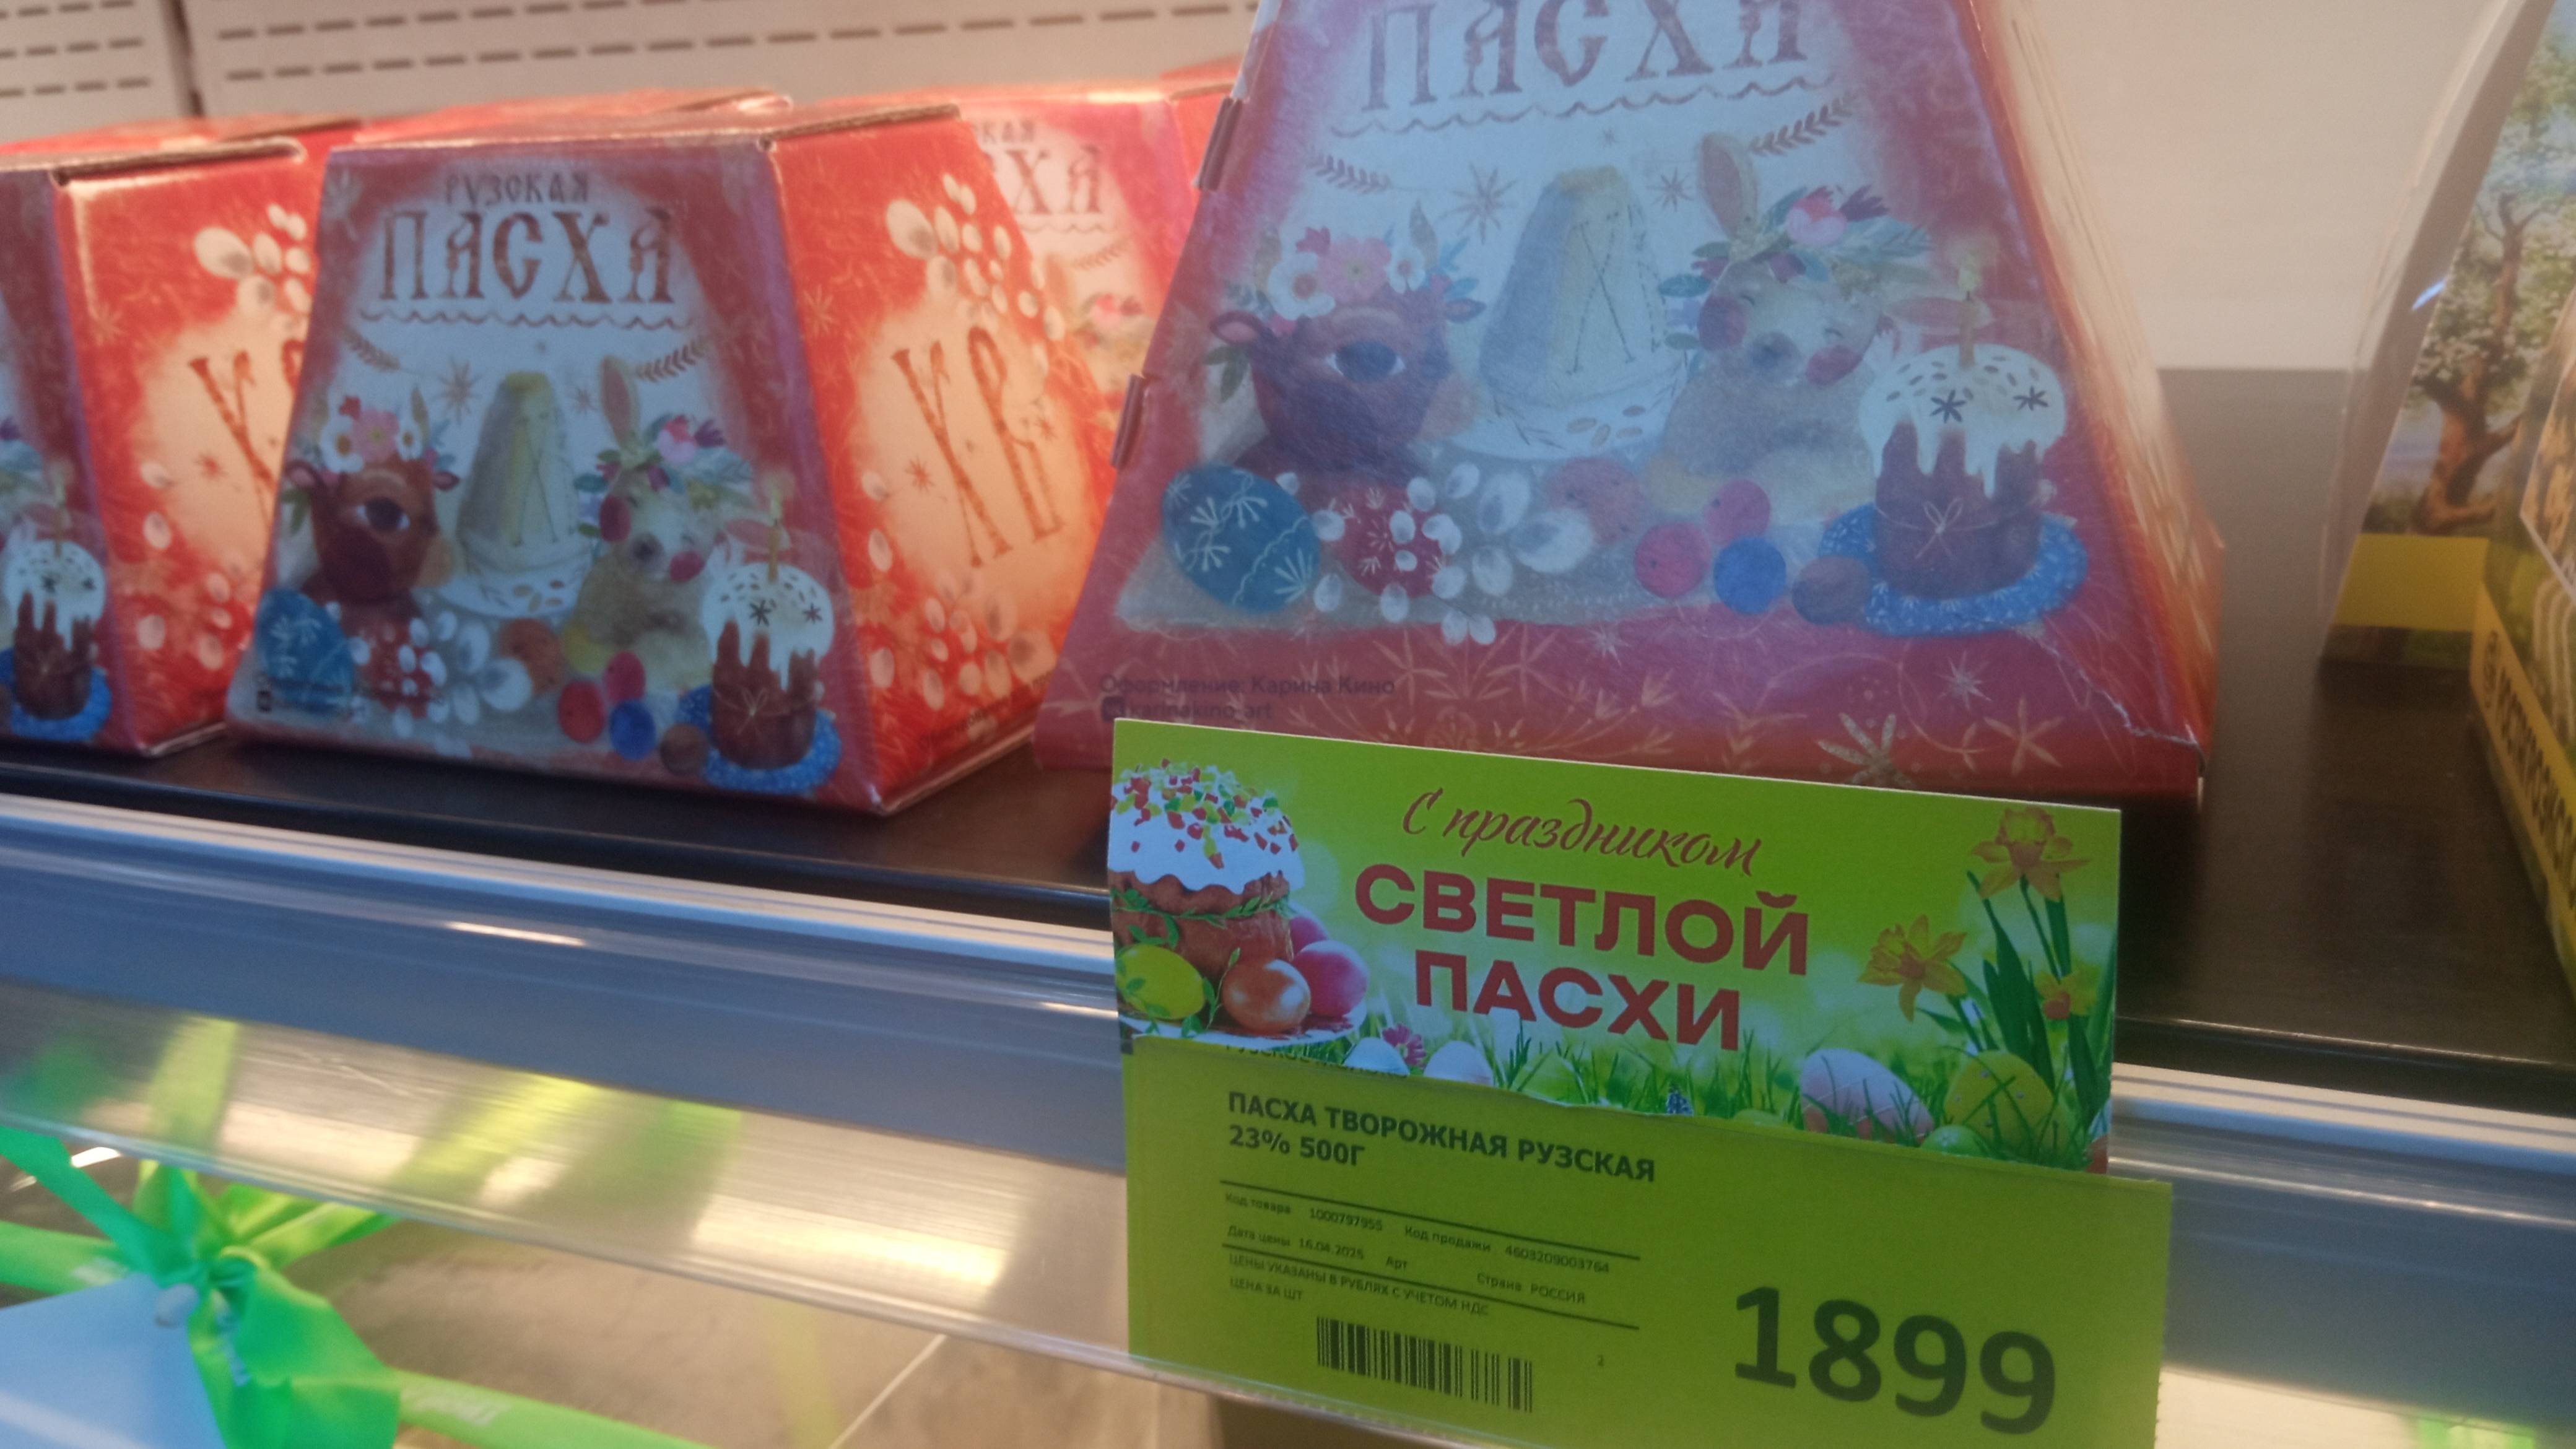 РУЗСКАЯ
ПАСХА
ХВ
ПАСХА
Х
Оформление: Карина Кино
karinakino_art
С праздником
СВЕТЛОЙ
ПАСХИ
ПАСХА ТВОРОЖНАЯ РУЗСКАЯ
23% 500Г
Код товара 1000797955 Код продажи 4603209003764
Дата цены 16.04.2025 Арт Страна РОССИЯ
ЦЕНЫ УКАЗАНЫ В РУБЛЯХ С УЧЕТОМ НДС
ЦЕНА ЗА ШТ
2
1899